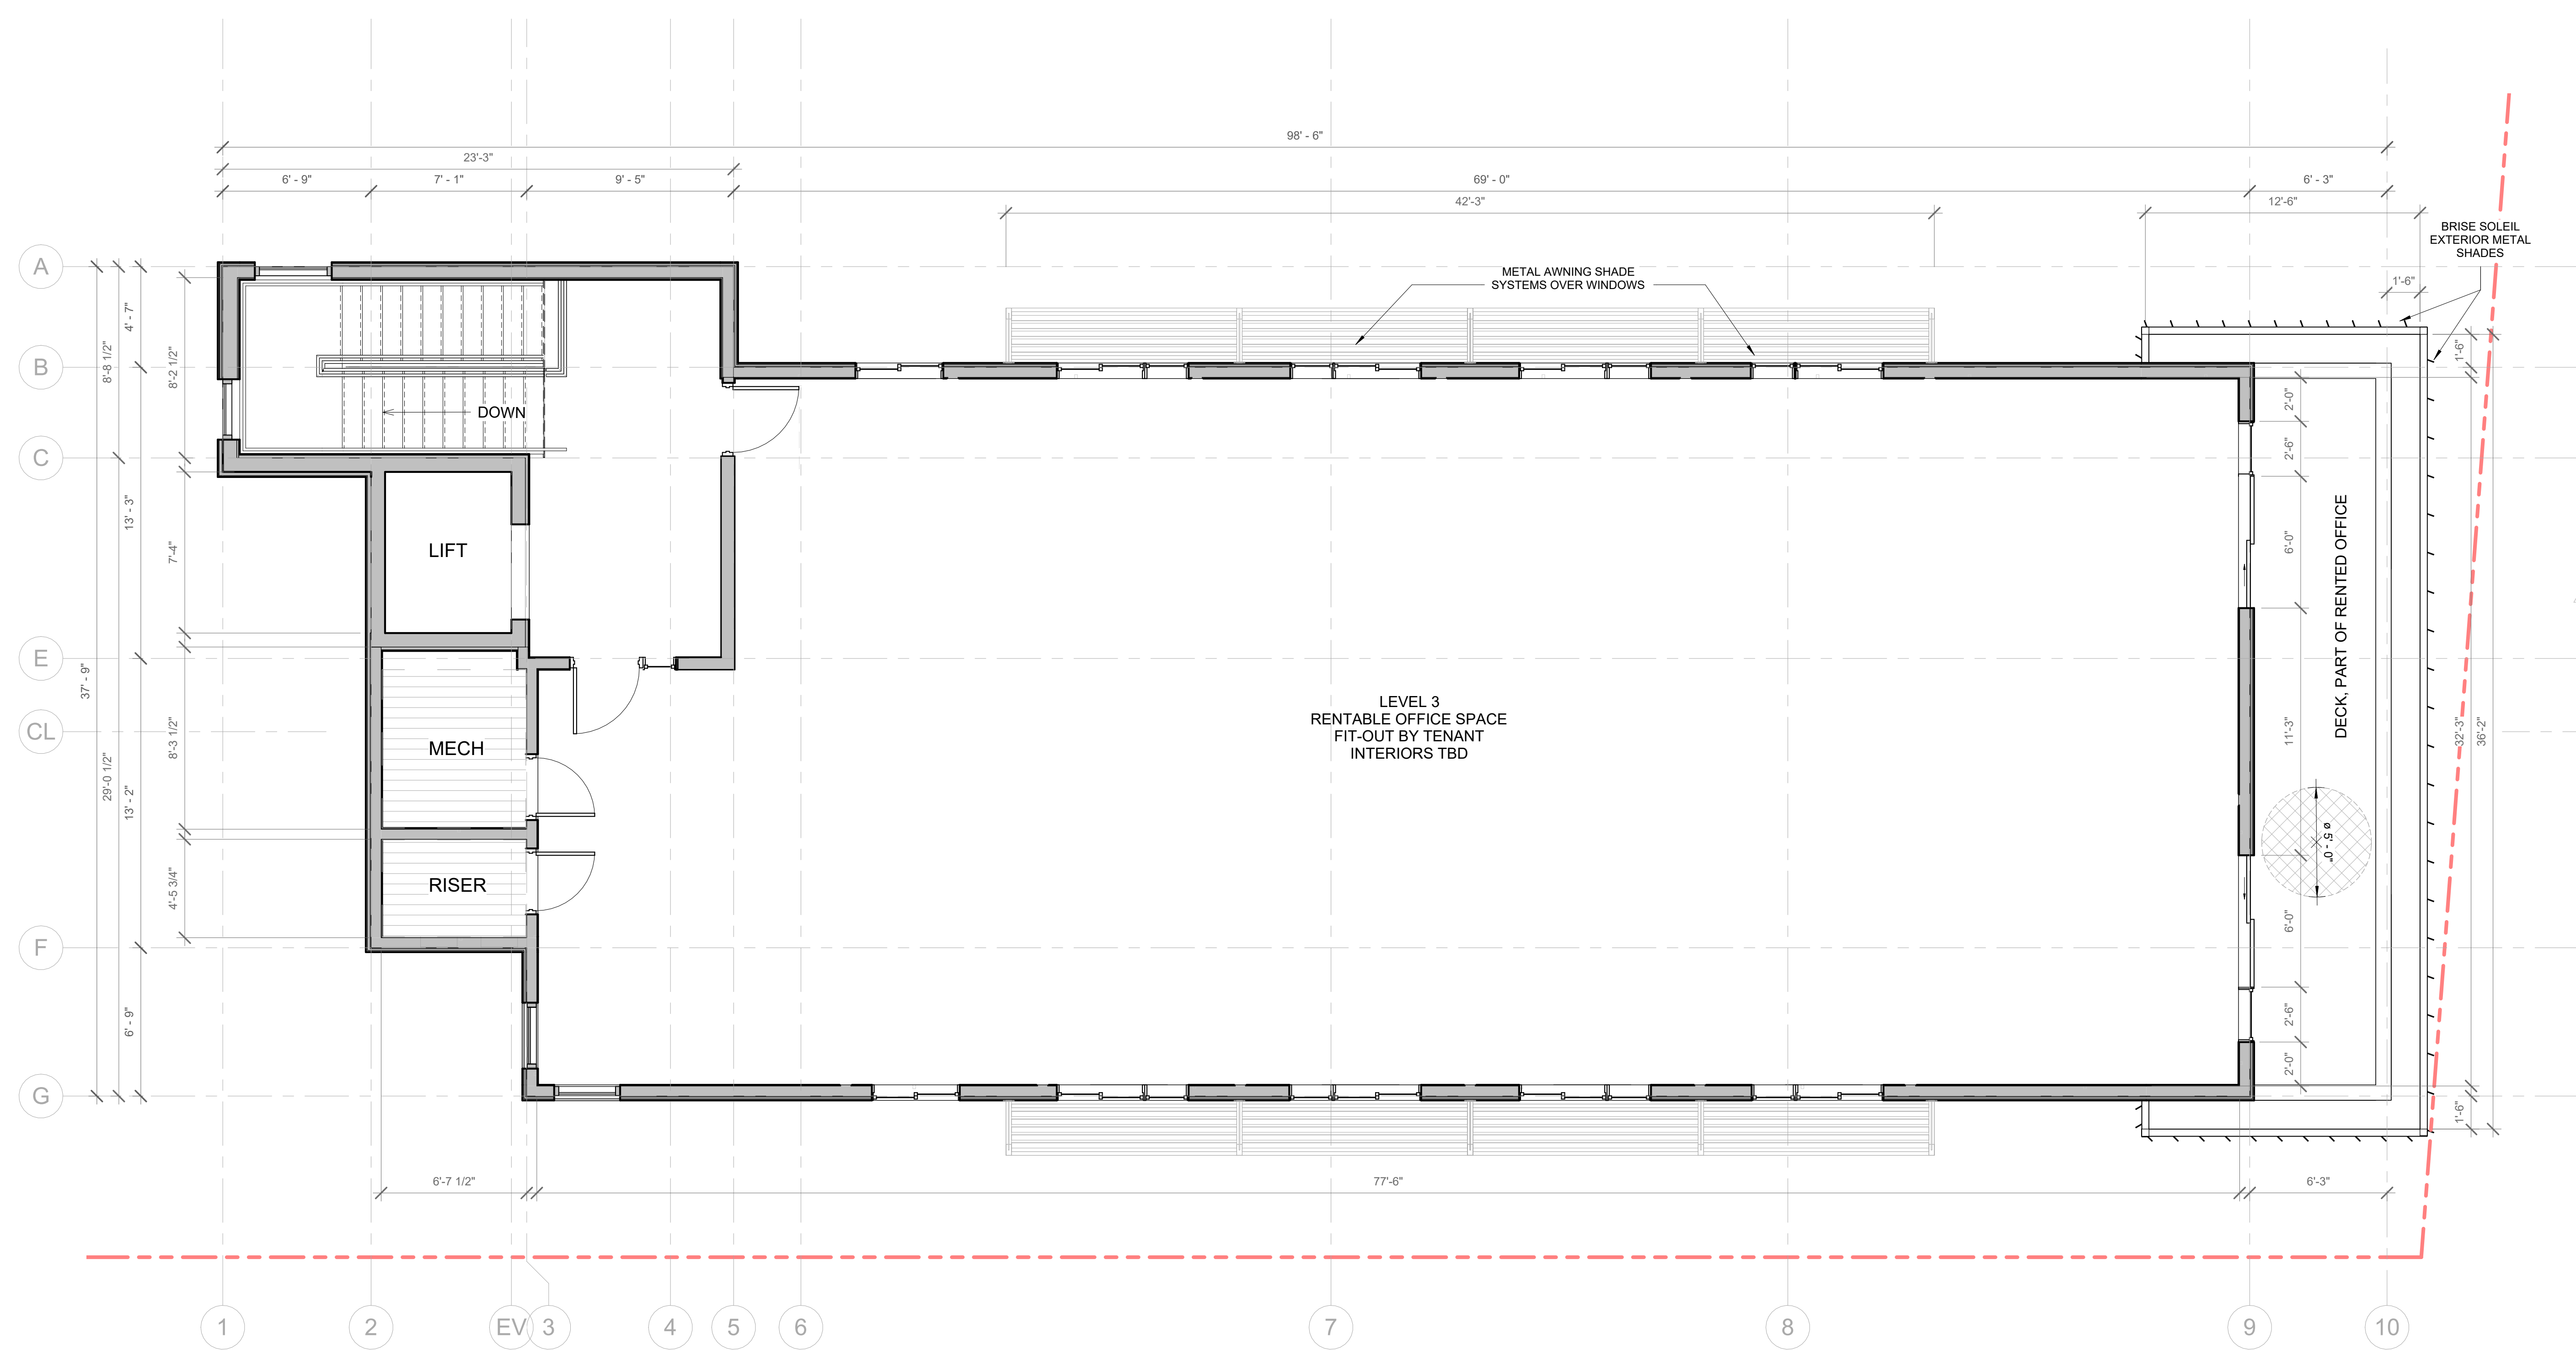 98' - 6"
23'-3"
6' - 9"
7' - 1"
9' - 5"
69' - 0"
6' - 3"
42'-3"
12'-6"
BRISE SOLEIL
EXTERIOR METAL
SHADES
METAL AWNING SHADE
SYSTEMS OVER WINDOWS
1'-6"
A
B
C
E
CL
F
G
37' - 9"
8'-8 1/2"
29'-0 1/2"
4' - 7"
13' - 3"
13' - 2"
6' - 9"
8'-2 1/2"
7'-4"
8'-3 1/2"
4'-5 3/4"
DOWN
LIFT
MECH
RISER
LEVEL 3
RENTABLE OFFICE SPACE
FIT-OUT BY TENANT
INTERIORS TBD
2'-0"
2'-6"
6'-0"
11'-3"
6'-0"
2'-6"
2'-0"
DECK, PART OF RENTED OFFICE
ø 5' - 0"
1'-6"
32'-3"
36'-2"
1'-6"
6'-7 1/2"
77'-6"
6'-3"
1
2
EV
3
4
5
6
7
8
9
10